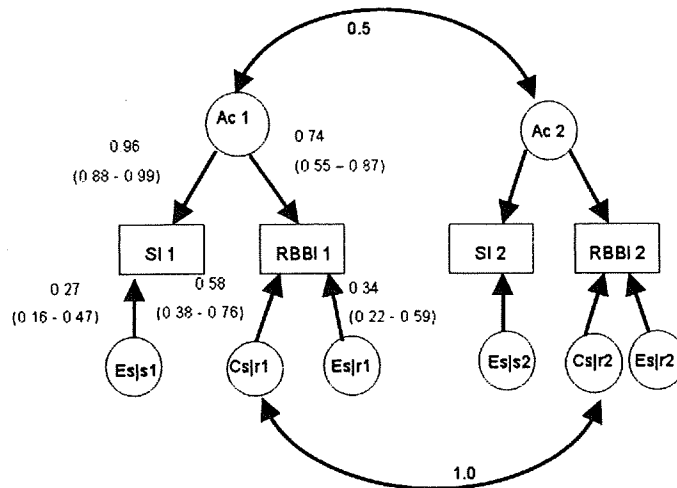 0.5
Ac 1
Ac 2
0 96
(0 88 - 0 99)
0 74
(0 55 – 0 87)
SI 1
RBBI 1
SI 2
RBBI 2
0 27
(0 16 - 0 47)
0 58
(0 38 - 0 76)
0 34
(0 22 - 0 59)
Es|s1
Cs|r1
Es|r1
Es|s2
Cs|r2
Es|r2
1.0